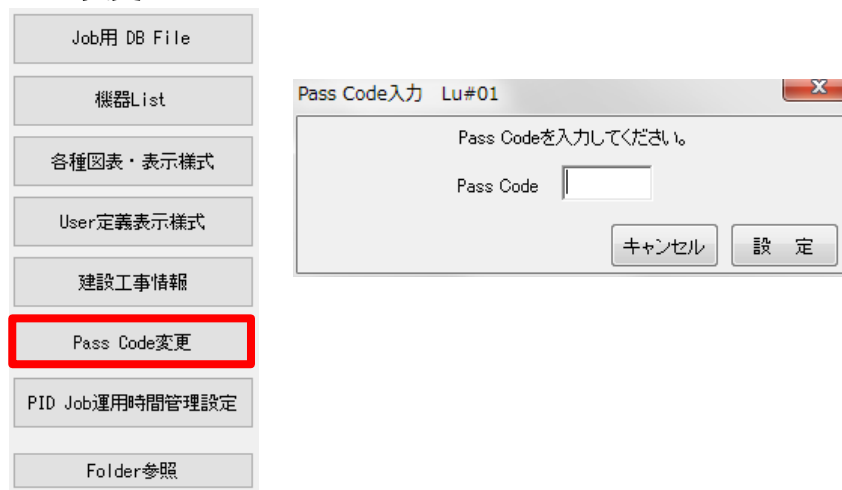 Job用 DB File
機器List
各種図表・表示様式
User定義表示様式
建設工事情報
Pass Code変更
PID Job運用時間管理設定
Folder参照
Pass Code入力 Lu#01
Pass Codeを入力してください。
Pass Code
キャンセル
設 定